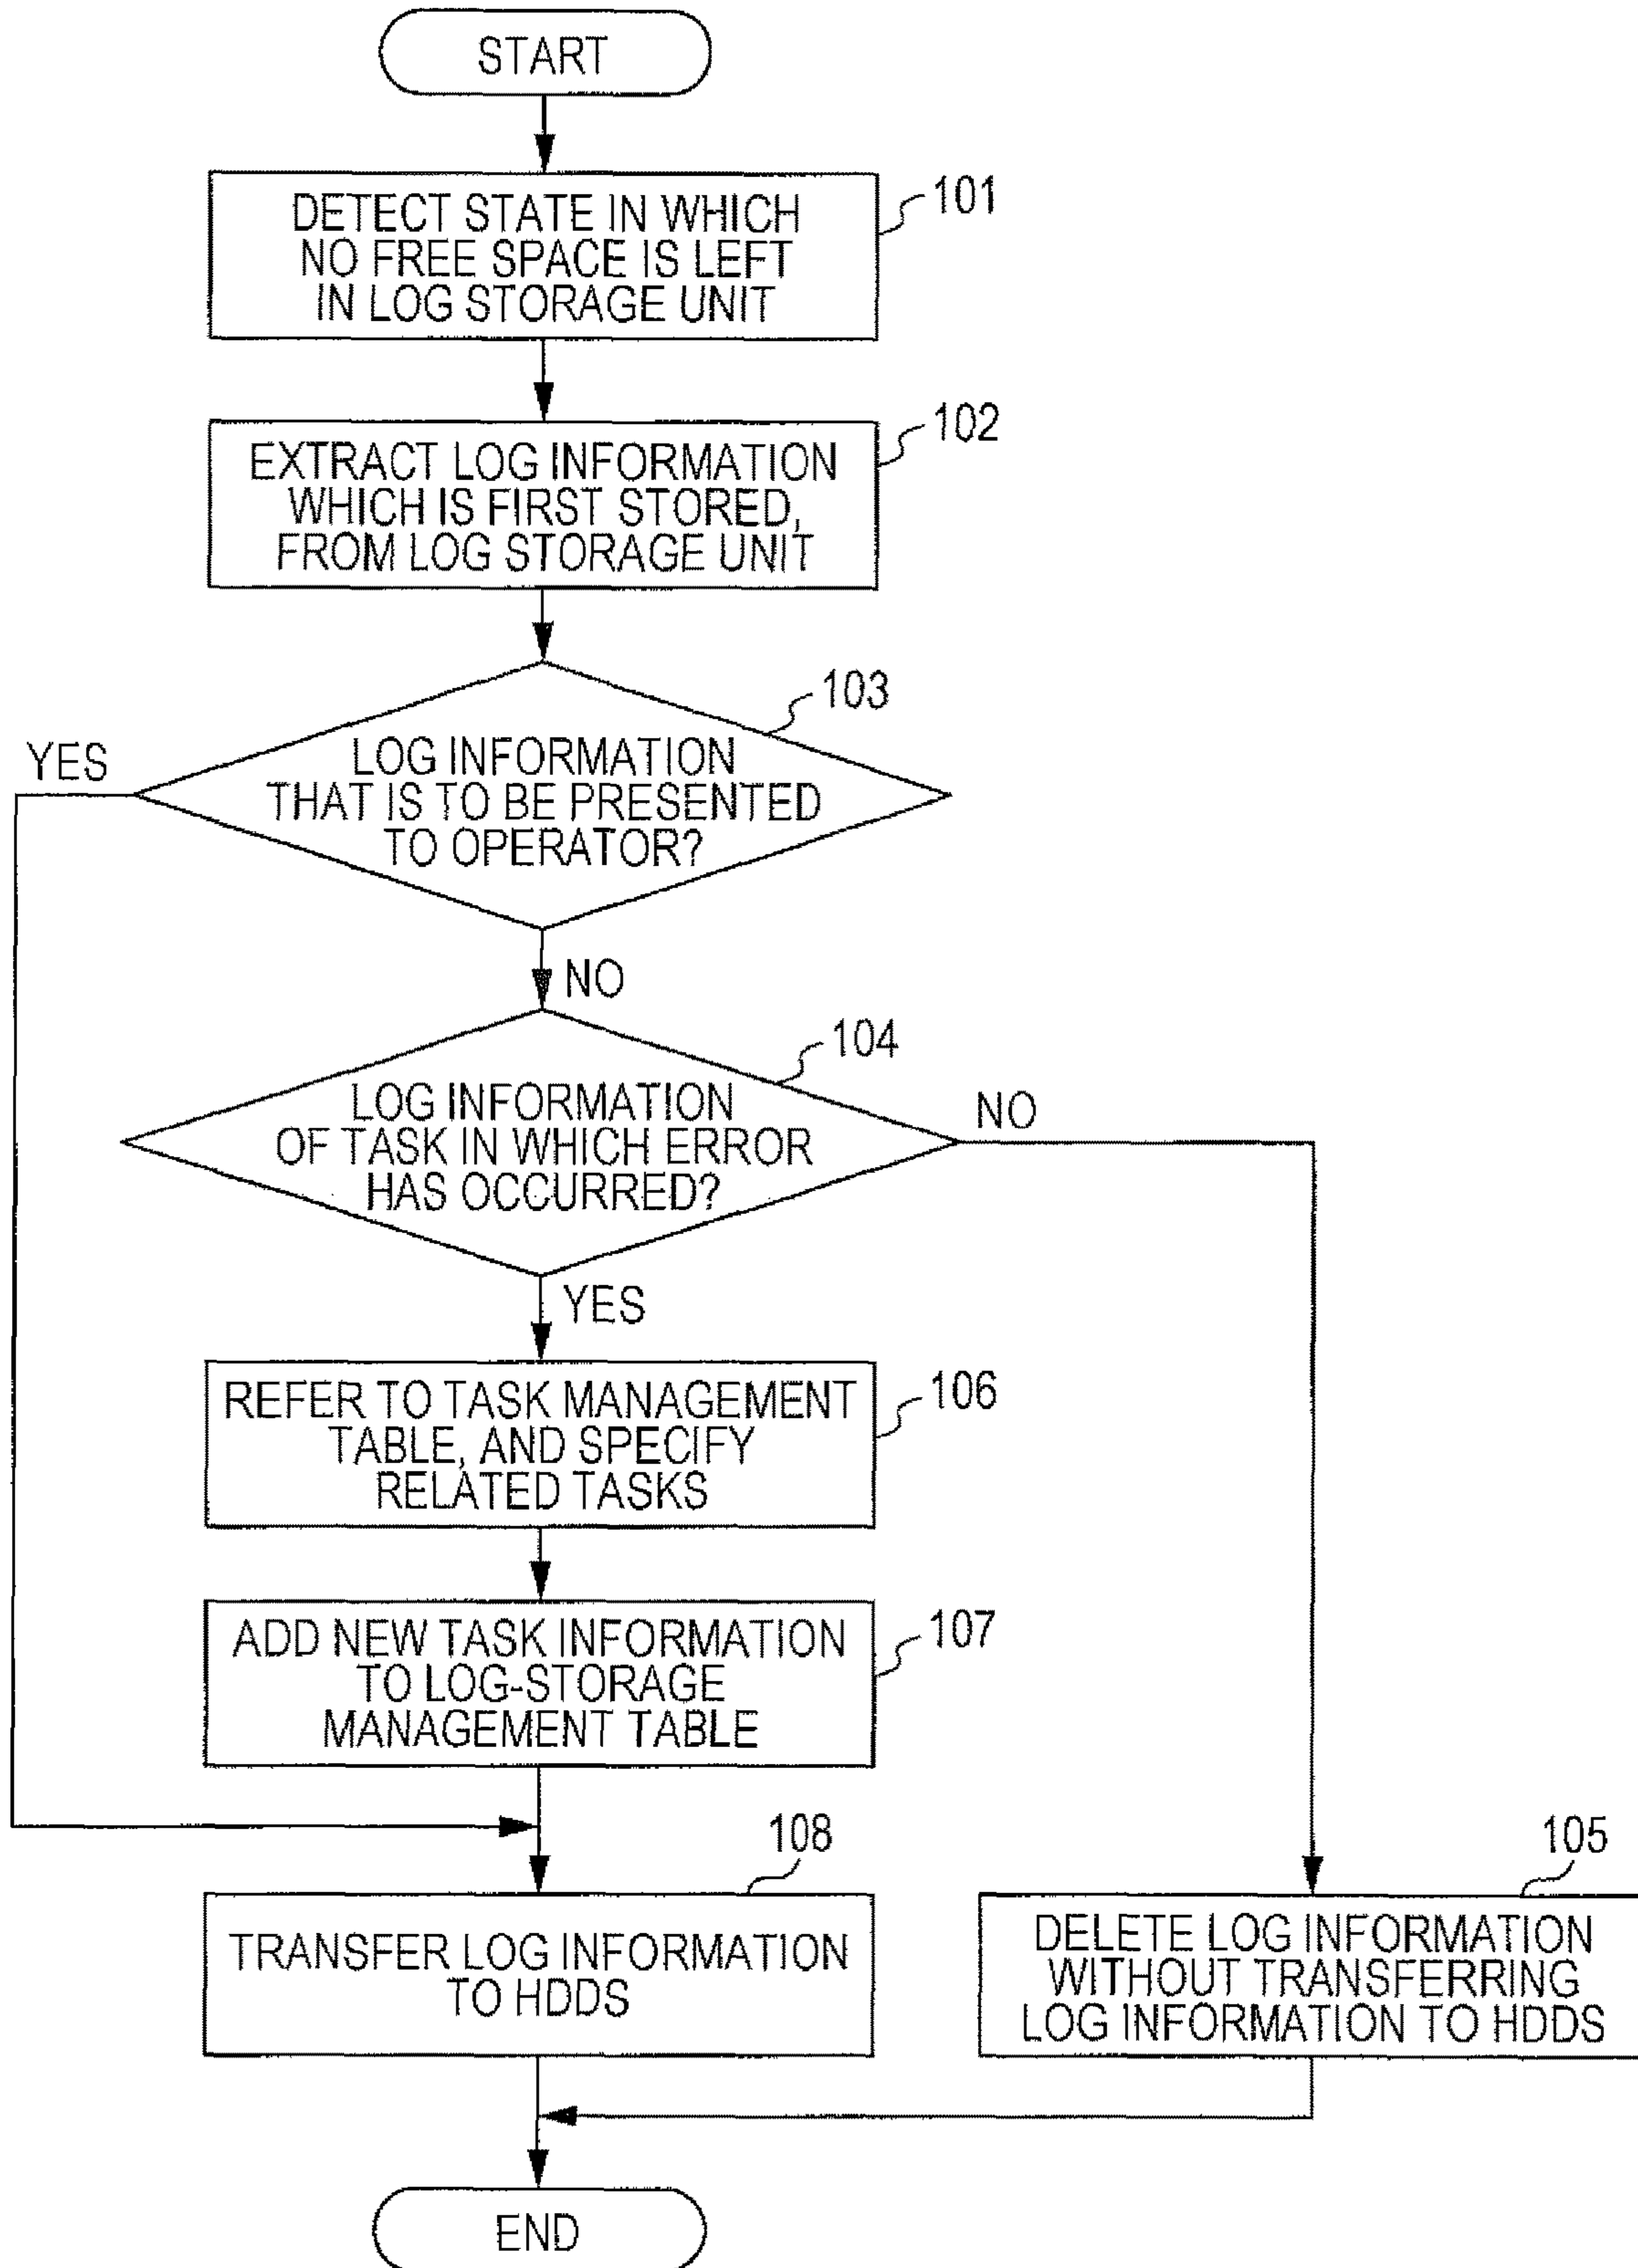 START
DETECT STATE IN WHICH
NO FREE SPACE IS LEFT
IN LOG STORAGE UNIT
101
EXTRACT LOG INFORMATION
WHICH IS FIRST STORED,
FROM LOG STORAGE UNIT
102
LOG INFORMATION
THAT IS TO BE PRESENTED
TO OPERATOR?
103
YES
NO
LOG INFORMATION
OF TASK IN WHICH ERROR
HAS OCCURRED?
104
NO
YES
REFER TO TASK MANAGEMENT
TABLE, AND SPECIFY
RELATED TASKS
106
ADD NEW TASK INFORMATION
TO LOG-STORAGE
MANAGEMENT TABLE
107
108
TRANSFER LOG INFORMATION
TO HDDS
105
DELETE LOG INFORMATION
WITHOUT TRANSFERRING
LOG INFORMATION TO HDDS
END